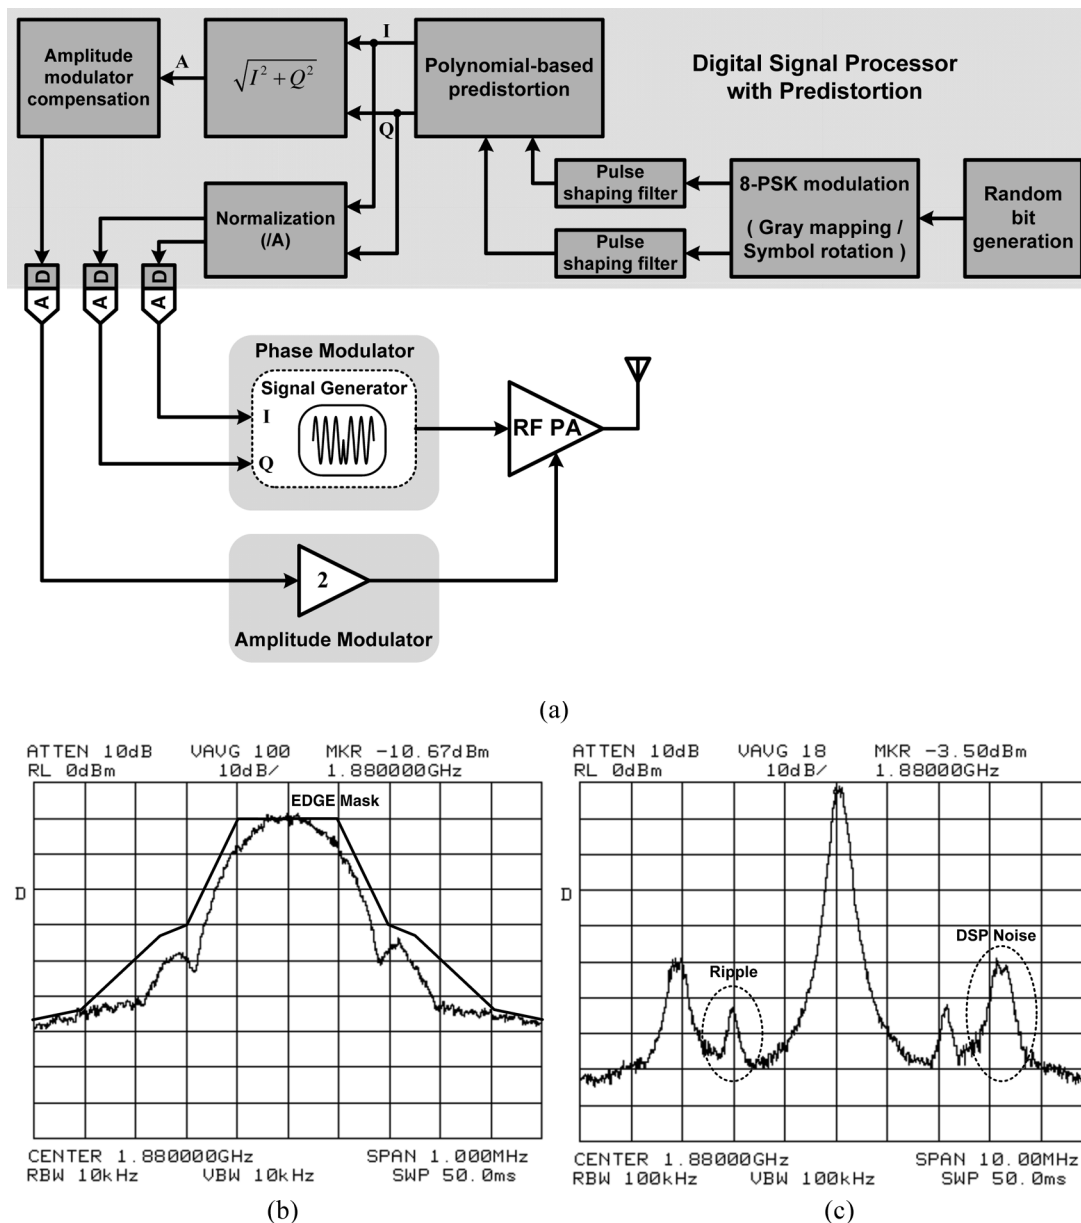 Amplitude
modulator
compensation
A
√I² + Q²
I
Q
Polynomial-based
predistortion
Digital Signal Processor
with Predistortion
Normalization
(/A)
Pulse
shaping filter
Pulse
shaping filter
8-PSK modulation
( Gray mapping /
Symbol rotation )
Random
bit
generation
D
A
D
A
D
A
Phase Modulator
Signal Generator
I
Q
RF PA
2
Amplitude Modulator
(a)
ATTEN 10dB VAVG 100 MKR -10.67dBm
RL 0dBm 10dB/ 1.880000GHz
EDGE Mask
D
CENTER 1.880000GHz SPAN 1.000MHz
RBW 10kHz VBW 10kHz SWP 50.0ms
(b)
ATTEN 10dB VAVG 18 MKR -3.50dBm
RL 0dBm 10dB/ 1.88000GHz
DSP Noise
Ripple
D
CENTER 1.88000GHz SPAN 10.00MHz
RBW 100kHz VBW 100kHz SWP 50.0ms
(c)